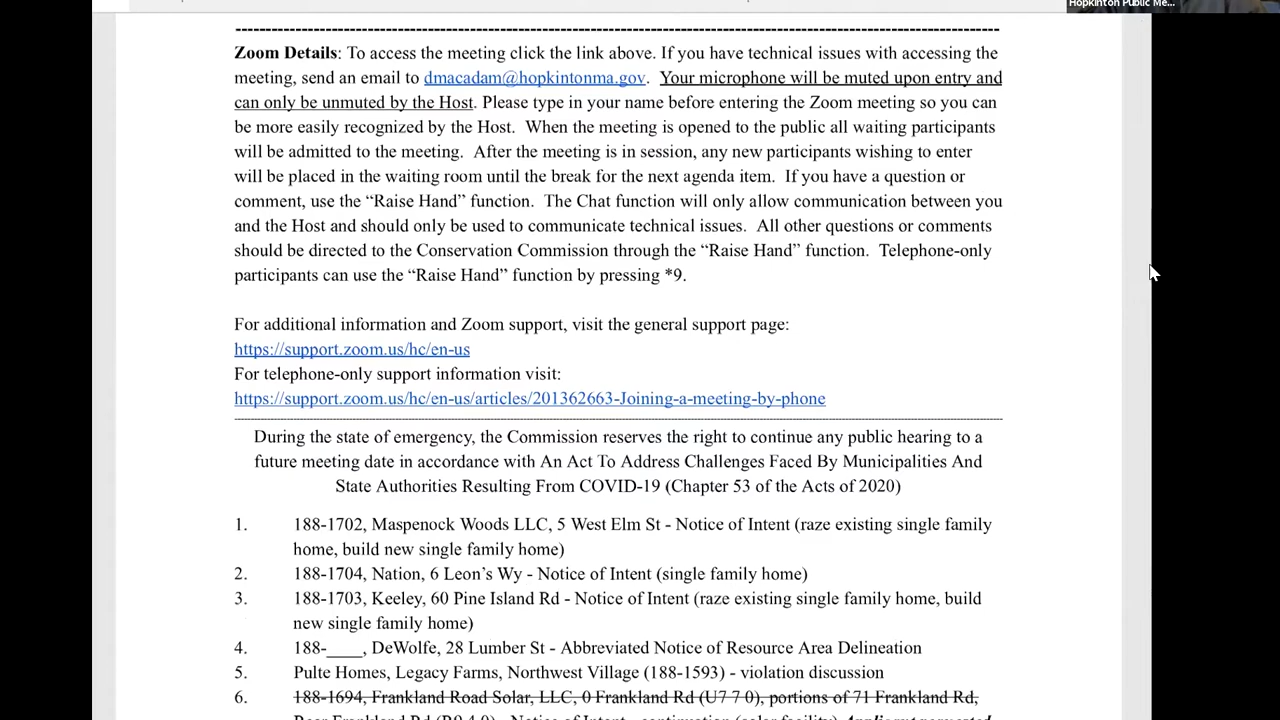 Hopkinton Public Me...
Zoom Details: To access the meeting click the link above. If you have technical issues with accessing the
meeting, send an email to dmacadam@hopkintonma.gov. Your microphone will be muted upon entry and
can only be unmuted by the Host. Please type in your name before entering the Zoom meeting so you can
be more easily recognized by the Host. When the meeting is opened to the public all waiting participants
will be admitted to the meeting. After the meeting is in session, any new participants wishing to enter
will be placed in the waiting room until the break for the next agenda item. If you have a question or
comment, use the “Raise Hand” function. The Chat function will only allow communication between you
and the Host and should only be used to communicate technical issues. All other questions or comments
should be directed to the Conservation Commission through the “Raise Hand” function. Telephone-only
participants can use the “Raise Hand” function by pressing *9.
For additional information and Zoom support, visit the general support page:
https://support.zoom.us/hc/en-us
For telephone-only support information visit:
https://support.zoom.us/hc/en-us/articles/201362663-Joining-a-meeting-by-phone
During the state of emergency, the Commission reserves the right to continue any public hearing to a
future meeting date in accordance with An Act To Address Challenges Faced By Municipalities And
State Authorities Resulting From COVID-19 (Chapter 53 of the Acts of 2020)
1. 188-1702, Maspenock Woods LLC, 5 West Elm St - Notice of Intent (raze existing single family
home, build new single family home)
2. 188-1704, Nation, 6 Leon’s Wy - Notice of Intent (single family home)
3. 188-1703, Keeley, 60 Pine Island Rd - Notice of Intent (raze existing single family home, build
new single family home)
4. 188-____, DeWolfe, 28 Lumber St - Abbreviated Notice of Resource Area Delineation
5. Pulte Homes, Legacy Farms, Northwest Village (188-1593) - violation discussion
6. 188-1694, Frankland Road Solar, LLC, 0 Frankland Rd (U7 7 0), portions of 71 Frankland Rd,
Frankland Rd - Notice of Intent - continuation (solar facility) Applicant requested